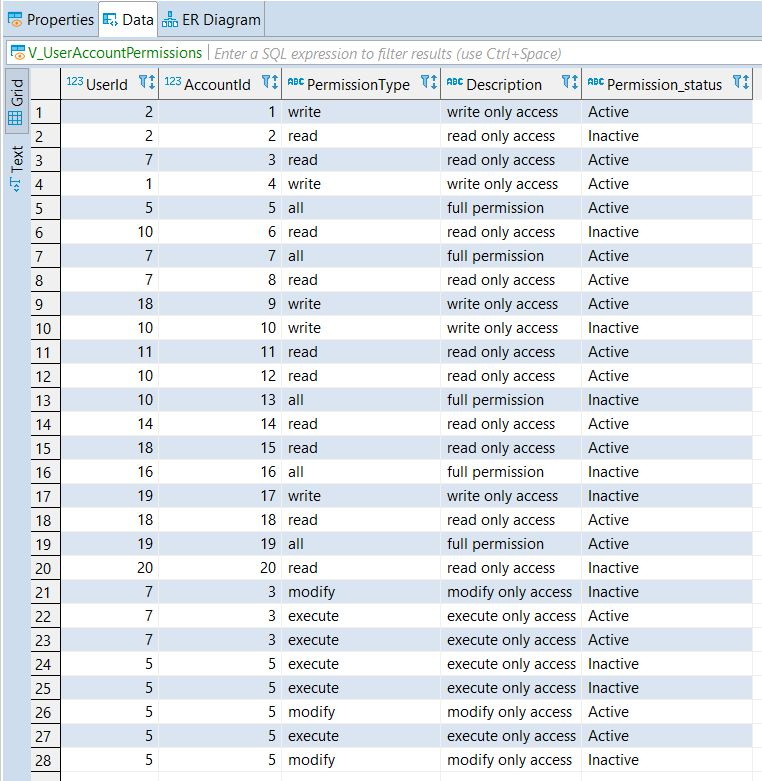 Properties Data ER Diagram
V_UserAccountPermissions Enter a SQL expression to filter results (use Ctrl+Space)
Grid
Text
123 UserId 123 AccountId ABC PermissionType ABC Description ABC Permission_status
1 2 1 write write only access Active
2 2 2 read read only access Inactive
3 7 3 read read only access Active
4 1 4 write write only access Active
5 5 5 all full permission Active
6 10 6 read read only access Inactive
7 7 7 all full permission Active
8 7 8 read read only access Active
9 18 9 write write only access Active
10 10 10 write write only access Inactive
11 11 11 read read only access Active
12 10 12 read read only access Active
13 10 13 all full permission Inactive
14 14 14 read read only access Active
15 18 15 read read only access Active
16 16 16 all full permission Inactive
17 19 17 write write only access Inactive
18 18 18 read read only access Active
19 19 19 all full permission Active
20 20 20 read read only access Inactive
21 7 3 modify modify only access Inactive
22 7 3 execute execute only access Active
23 7 3 execute execute only access Active
24 5 5 execute execute only access Inactive
25 5 5 execute execute only access Inactive
26 5 5 modify modify only access Active
27 5 5 execute execute only access Active
28 5 5 modify modify only access Inactive